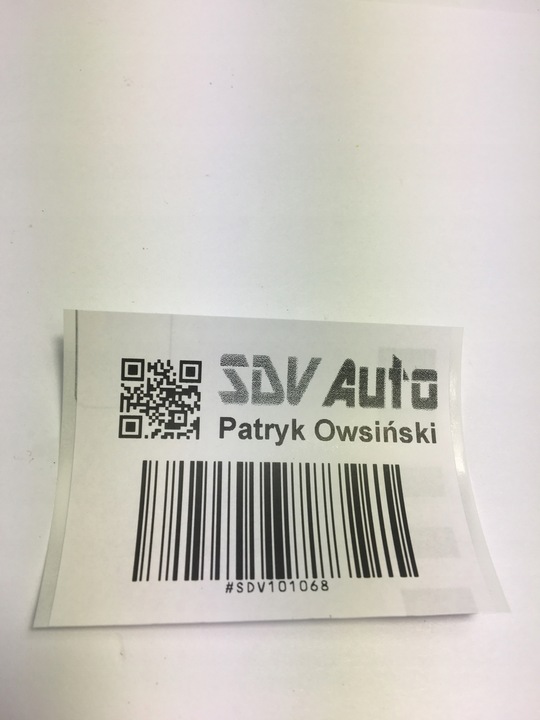 SDV Auto
Patryk Owsiński
#SDV101068